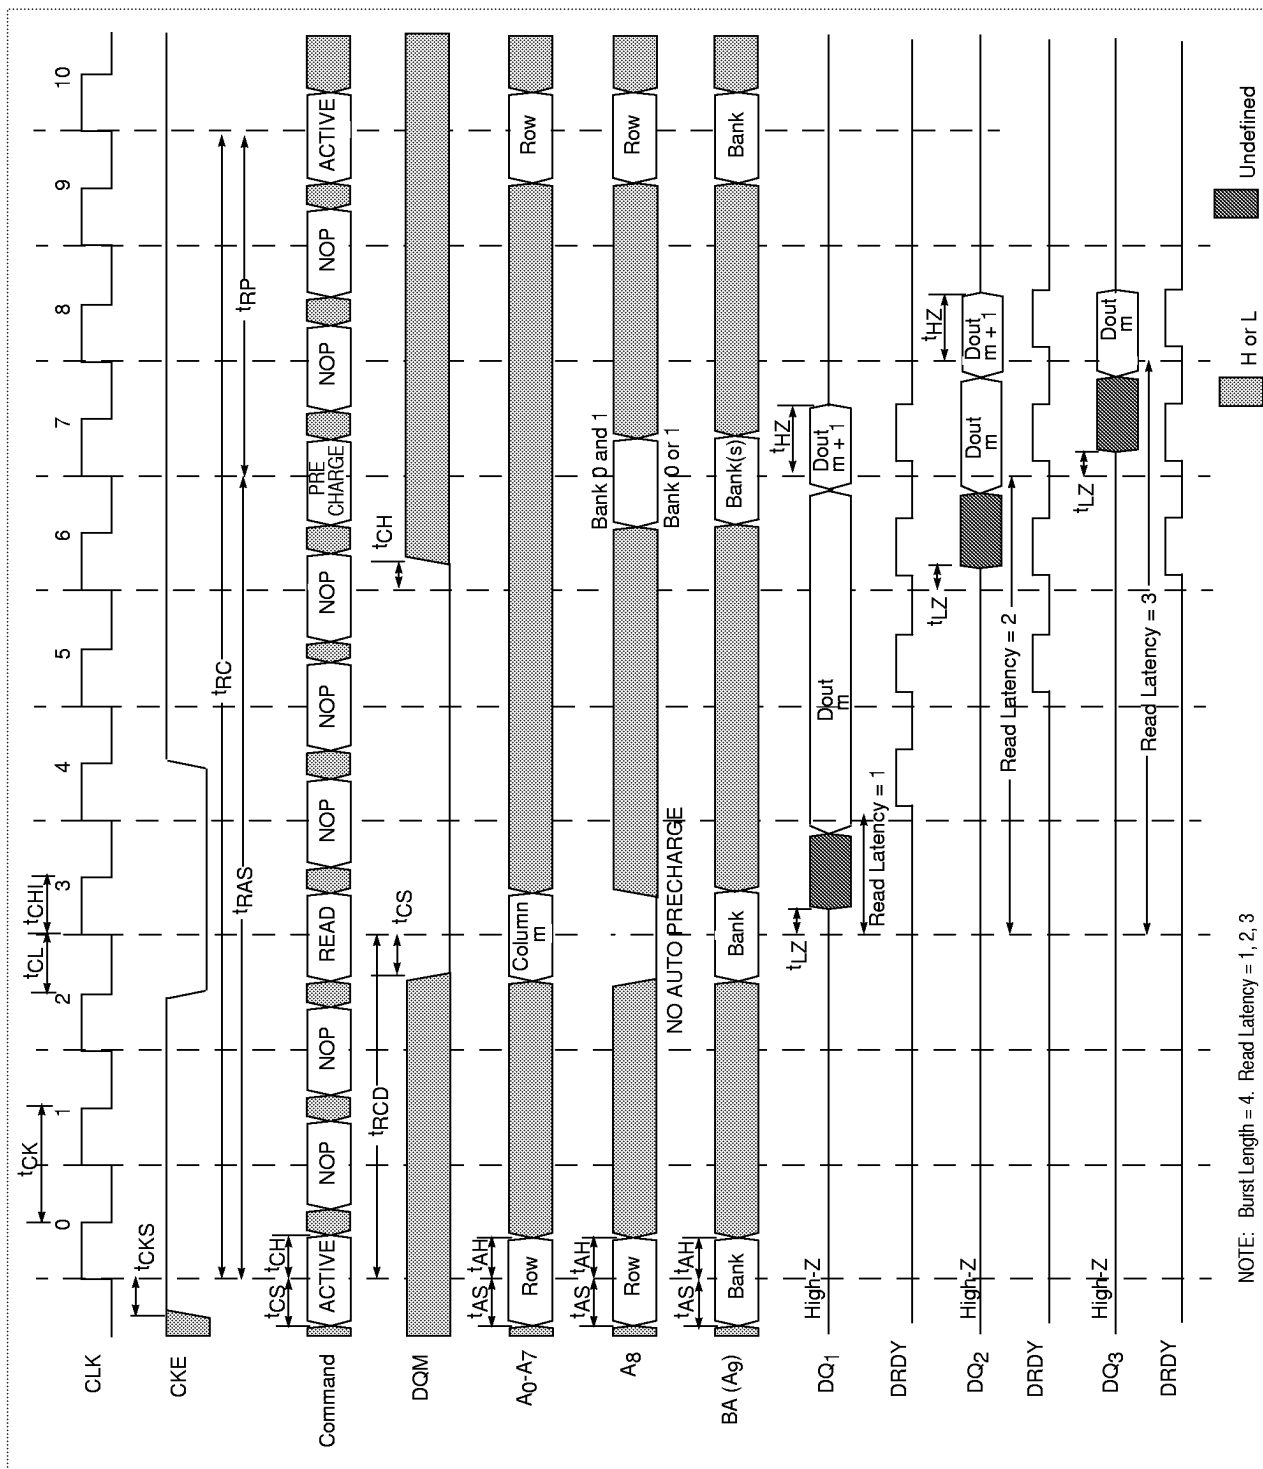 0 1 2 3 4 5 6 7 8 9 10
tCK tCL tCHI
CLK
tCKS
CKE
tRC
tRAS tRP
Command ACTIVE NOP NOP READ NOP NOP NOP PRE CHARGE NOP NOP ACTIVE
tCS tCH
tRCD tCS tCH
DQM
tAS tAH
A0-A7 Row Column m Row
tAS tAH
Bank 0 and 1
A8 Row Row
Bank 0 or 1
NO AUTO PRECHARGE
tAS tAH
BA (A9) Bank Bank Bank(s) Bank
tLZ tHZ
DQ1 High-Z Dout m Dout m + 1
Read Latency = 1
DRDY
tLZ tHZ
DQ2 High-Z Dout m Dout m + 1
Read Latency = 2
DRDY
tLZ
DQ3 High-Z Dout m
Read Latency = 3
DRDY
H or L Undefined
NOTE: Burst Length = 4. Read Latency = 1, 2, 3